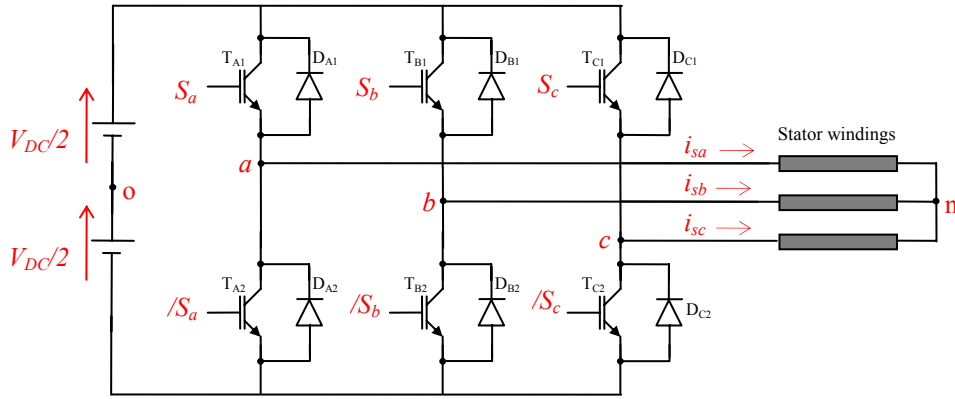 T_A1 D_A1 T_B1 D_B1 T_C1 D_C1
S_a S_b S_c
V_DC/2
Stator windings
a i_sa
o b i_sb n
c i_sc
V_DC/2
T_A2 D_A2 T_B2 D_B2 T_C2
/S_a /S_b /S_c D_C2